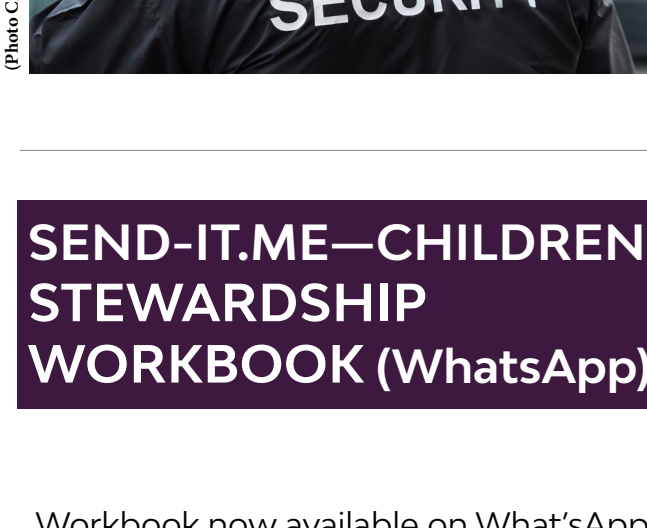 (Photo C
SECURITY
SEND-IT.ME—CHILDREN
STEWARDSHIP
WORKBOOK (WhatsApp)
Workbook now available on What'sApp